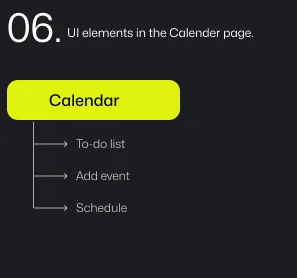 06. UI elements in the Calender page.
Calendar
To-do list
Add event
Schedule